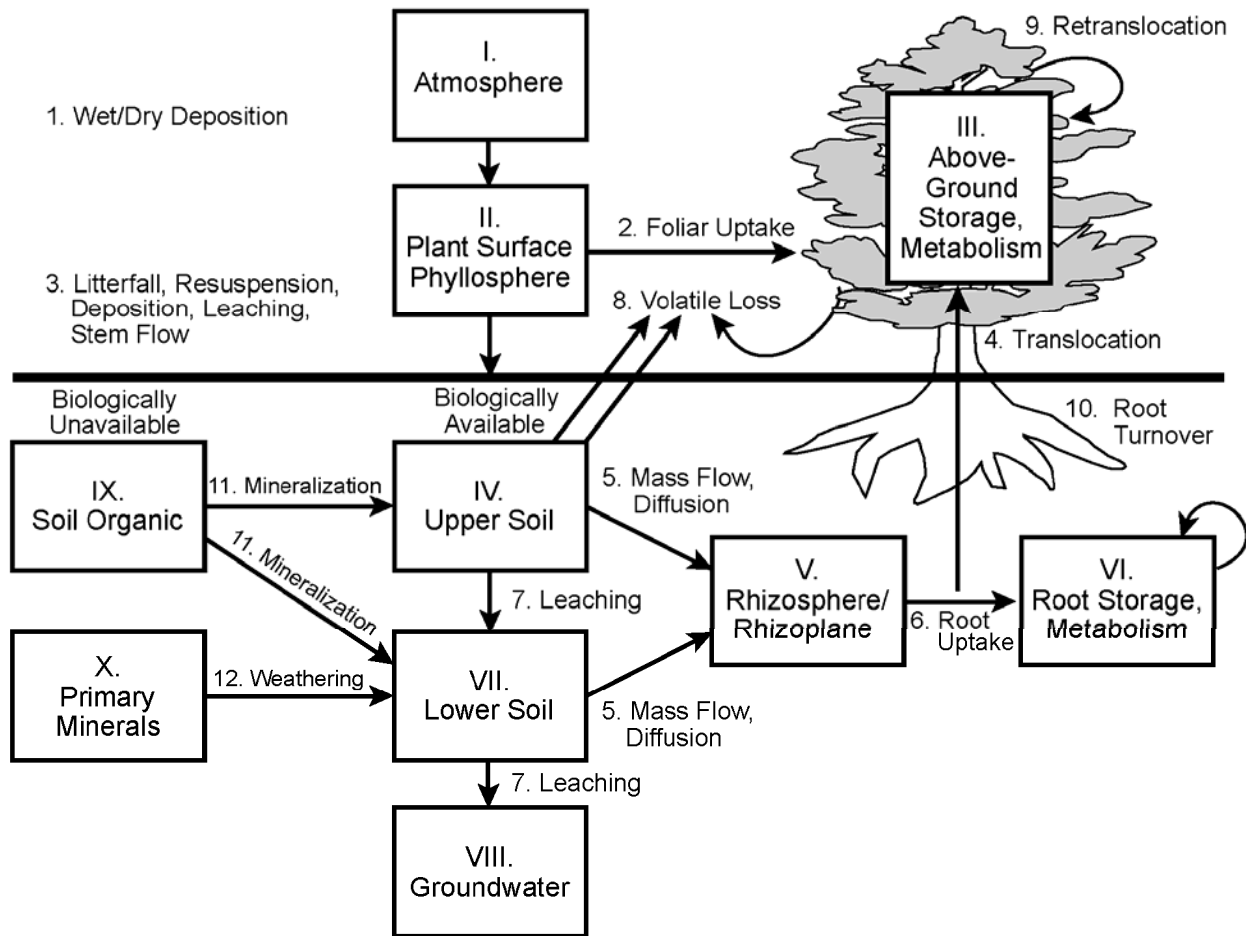 I.
Atmosphere
1. Wet/Dry Deposition
9. Retranslocation
III.
Above-
Ground
Storage,
Metabolism
II.
Plant Surface
Phyllosphere
2. Foliar Uptake
3. Litterfall, Resuspension,
Deposition, Leaching,
Stem Flow
8. Volatile Loss
4. Translocation
Biologically
Unavailable
Biologically
Available
10. Root
Turnover
IX.
Soil Organic
11. Mineralization
IV.
Upper Soil
5. Mass Flow,
Diffusion
11. Mineralization
7. Leaching
V.
Rhizosphere/
Rhizoplane
6. Root
Uptake
VI.
Root Storage,
Metabolism
X.
Primary
Minerals
12. Weathering
VII.
Lower Soil
5. Mass Flow,
Diffusion
7. Leaching
VIII.
Groundwater